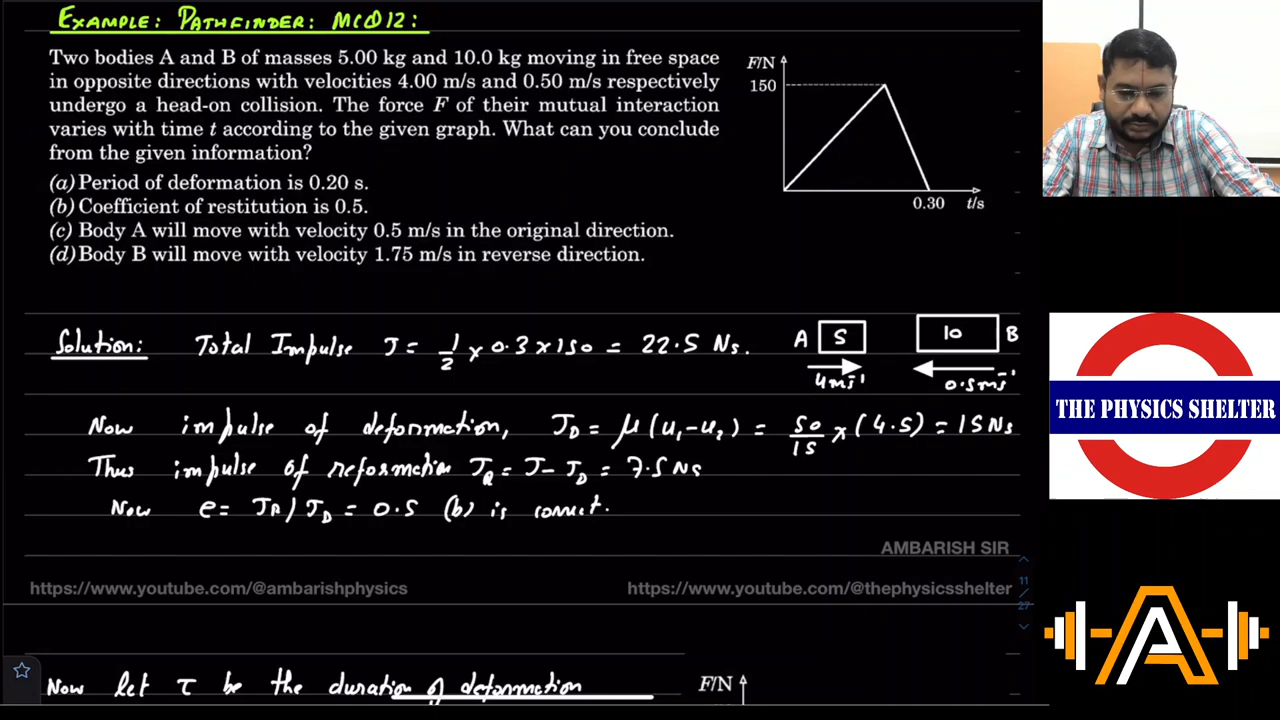 EXAMPLE: PATHFINDER: MCQ12:
Two bodies A and B of masses 5.00 kg and 10.0 kg moving in free space
in opposite directions with velocities 4.00 m/s and 0.50 m/s respectively
undergo a head-on collision. The force F of their mutual interaction
varies with time t according to the given graph. What can you conclude
from the given information?
(a) Period of deformation is 0.20 s.
(b) Coefficient of restitution is 0.5.
(c) Body A will move with velocity 0.5 m/s in the original direction.
(d) Body B will move with velocity 1.75 m/s in reverse direction.
F/N
150
0.30 t/s
Solution: Total Impulse J = 1/2 × 0.3 × 150 = 22.5 Ns.
A 5 10 B
4ms⁻¹ 0.5ms⁻¹
Now impulse of deformation, J_D = μ(u₁-u₂) = 50/15 × (4.5) = 15Ns
Thus impulse of reformation J_R = J - J_D = 7.5 Ns
Now e = J_R / J_D = 0.5 (b) is correct.
THE PHYSICS SHELTER
AMBARISH SIR
https://www.youtube.com/@ambarishphysics https://www.youtube.com/@thephysicsshelter
11
/
27
Now let τ be the duration of deformation
F/N